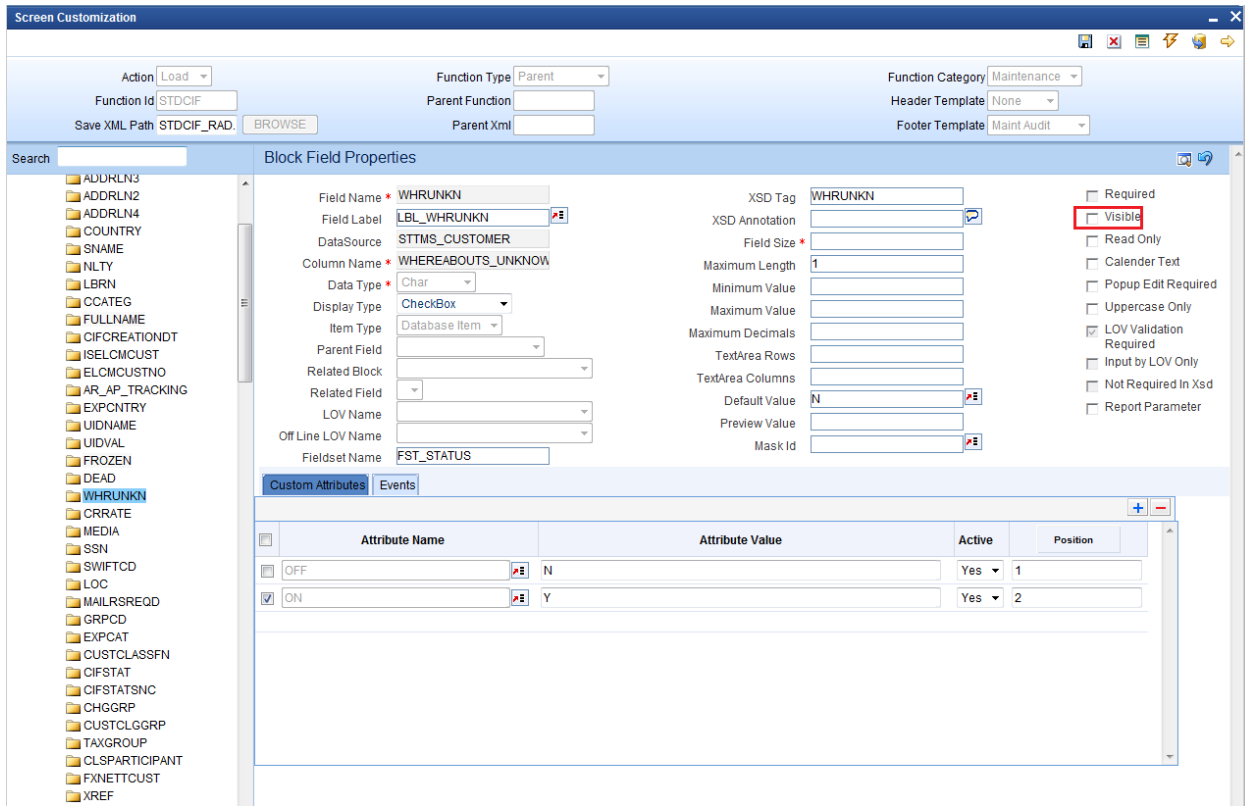 Screen Customization
Action Load
Function Type Parent
Function Category Maintenance
Function Id STDCIF
Parent Function
Header Template None
Save XML Path STDCIF_RAD. BROWSE
Parent Xml
Footer Template Maint Audit
Search
Block Field Properties
ADDRLN3
ADDRLN2
ADDRLN4
COUNTRY
SNAME
NLTY
LBRN
CCATEG
FULLNAME
CIFCREATIONDT
ISELCMCUST
ELCMCUSTNO
AR_AP_TRACKING
EXPCNTRY
UIDNAME
UIDVAL
FROZEN
DEAD
WHRUNKN
CRRATE
MEDIA
SSN
SWIFTCD
LOC
MAILRSREQD
GRPCD
EXPCAT
CUSTCLASSFN
CIFSTAT
CIFSTATSNC
CHGGRP
CUSTCLGGRP
TAXGROUP
CLSPARTICIPANT
FXNETTCUST
XREF
Field Name * WHRUNKN
Field Label LBL_WHRUNKN
DataSource STTMS_CUSTOMER
Column Name * WHEREABOUTS_UNKNOW
Data Type * Char
Display Type CheckBox
Item Type Database Item
Parent Field
Related Block
Related Field
LOV Name
Off Line LOV Name
Fieldset Name FST_STATUS
XSD Tag WHRUNKN
XSD Annotation
Field Size *
Maximum Length 1
Minimum Value
Maximum Value
Maximum Decimals
TextArea Rows
TextArea Columns
Default Value N
Preview Value
Mask Id
Required
Visible
Read Only
Calender Text
Popup Edit Required
Uppercase Only
LOV Validation
Required
Input by LOV Only
Not Required In Xsd
Report Parameter
Custom Attributes Events
Attribute Name Attribute Value Active Position
OFF N Yes 1
ON Y Yes 2